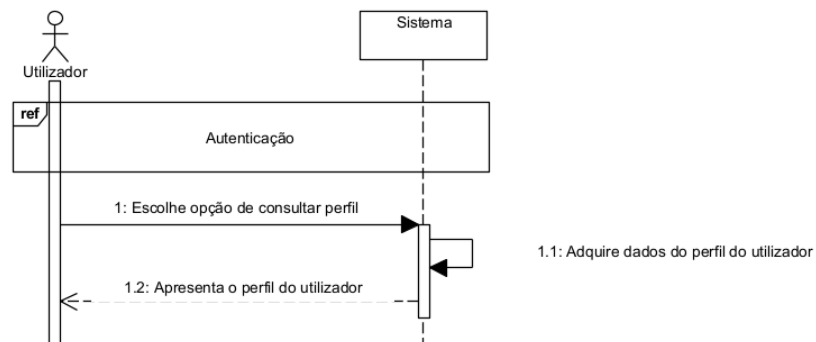 Sistema
Utilizador
ref
Autenticação
1: Escolhe opção de consultar perfil
1.1: Adquire dados do perfil do utilizador
1.2: Apresenta o perfil do utilizador